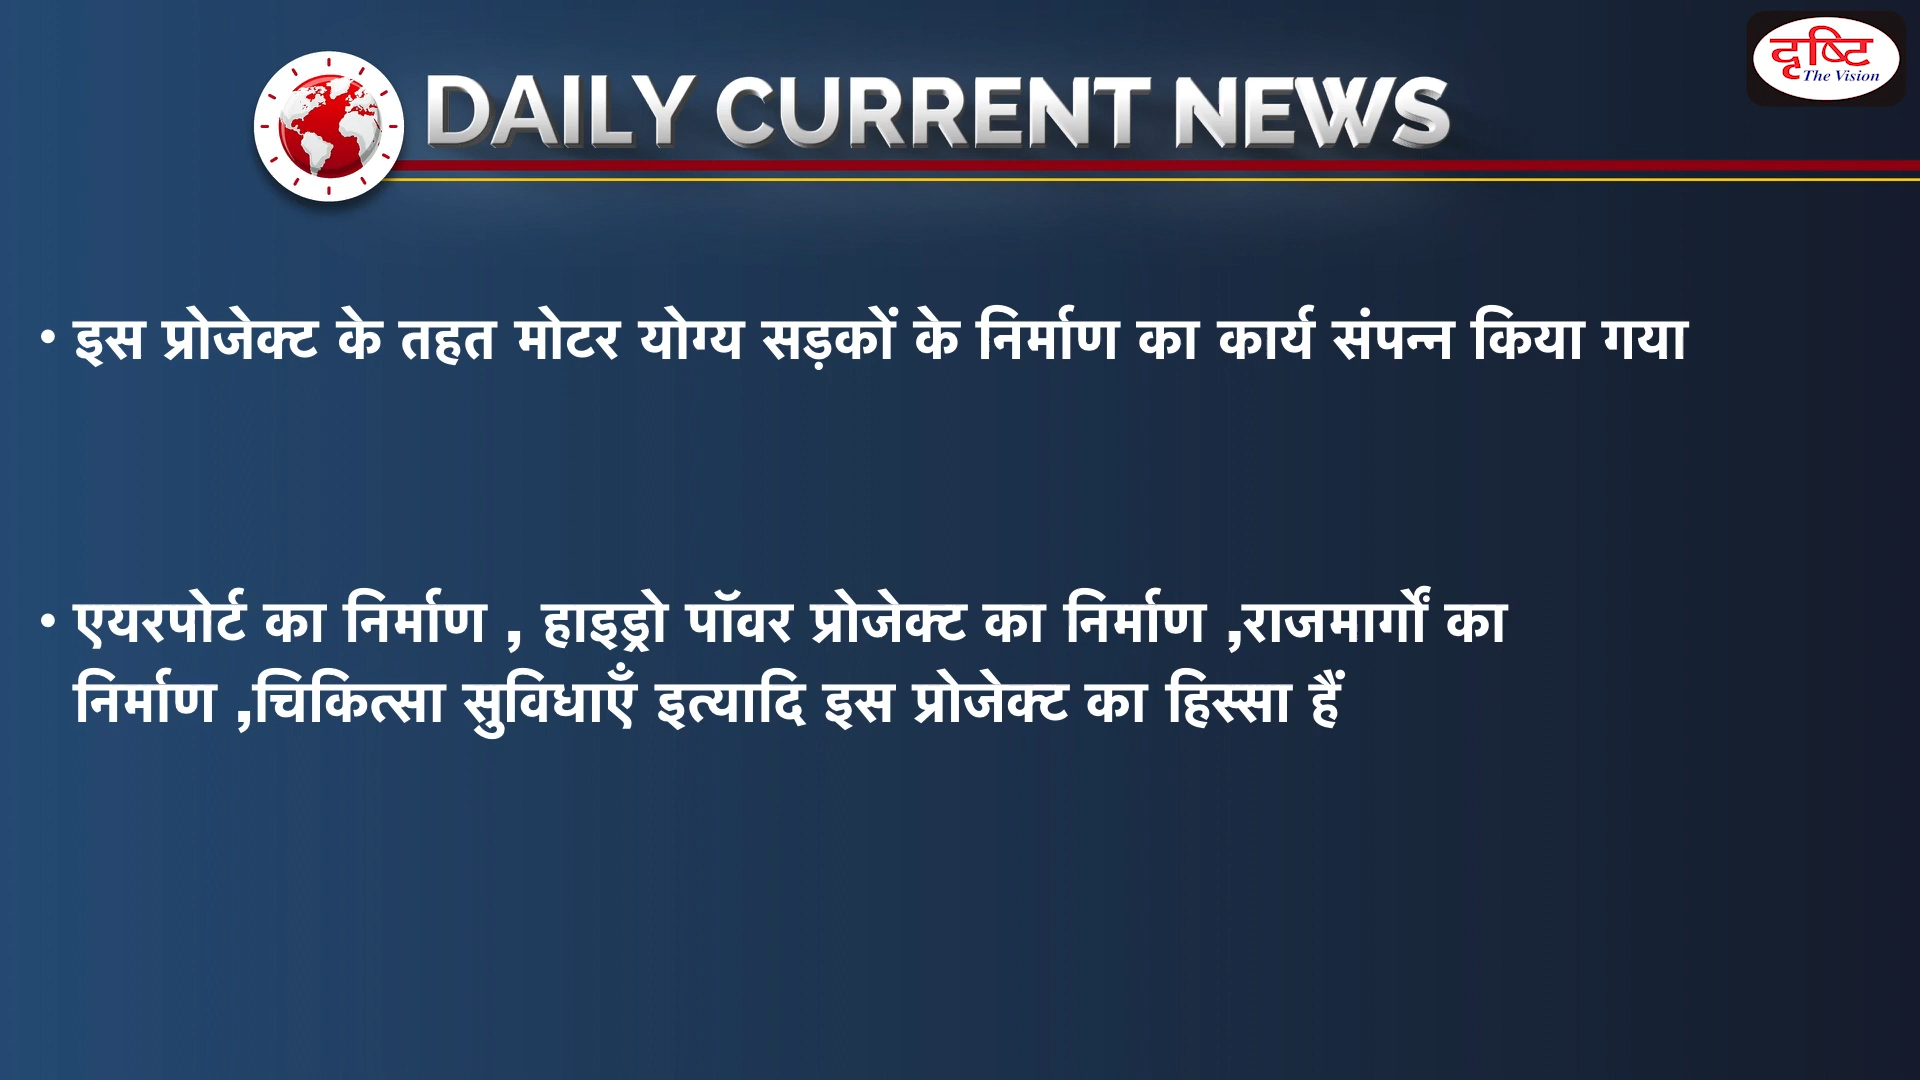 दृष्टि
The Vision
DAILY CURRENT NEWS
• इस प्रोजेक्ट के तहत मोटर योग्य सड़कों के निर्माण का कार्य संपन्न किया गया
• एयरपोर्ट का निर्माण , हाइड्रो पॉवर प्रोजेक्ट का निर्माण ,राजमार्गों का
निर्माण ,चिकित्सा सुविधाएँ इत्यादि इस प्रोजेक्ट का हिस्सा हैं